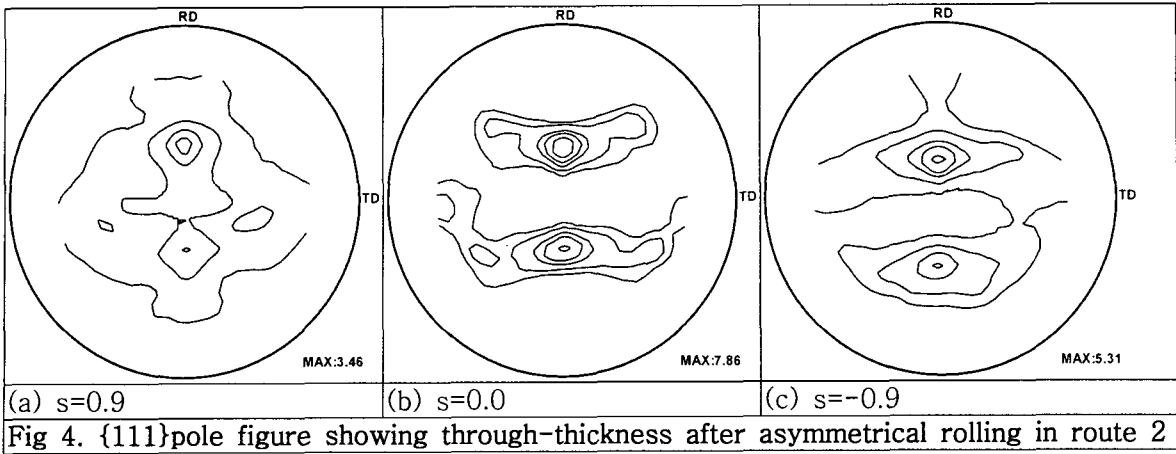 RD
RD
RD
TD
TD
TD
MAX:3.46
MAX:7.86
MAX:5.31
(a) s=0.9
(b) s=0.0
(c) s=-0.9
Fig 4. {111}pole figure showing through-thickness after asymmetrical rolling in route 2